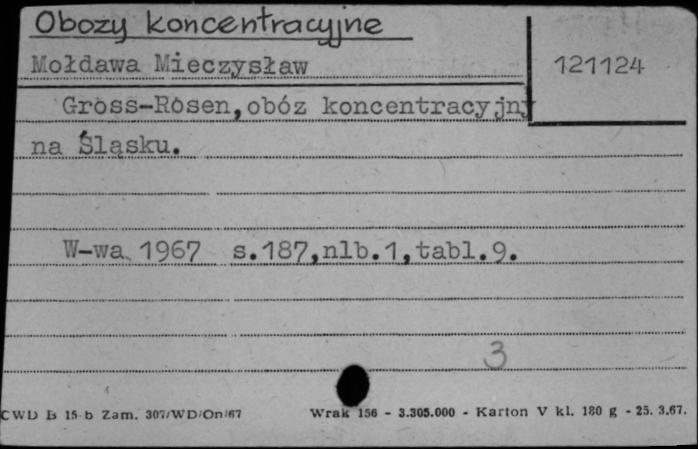 Obozy koncentracyjne
Mołdawa Mieczysław 121124
Gross-Rosen,obóz koncentracyjny
na Śląsku.
W-wa 1967 s.187,nlb.1,tabl.9.
3
CWD B 15 b Zam. 307/WD/On/67 Wrak 156 - 3.305.000 - Karton V kl. 180 g - 25. 3.67.